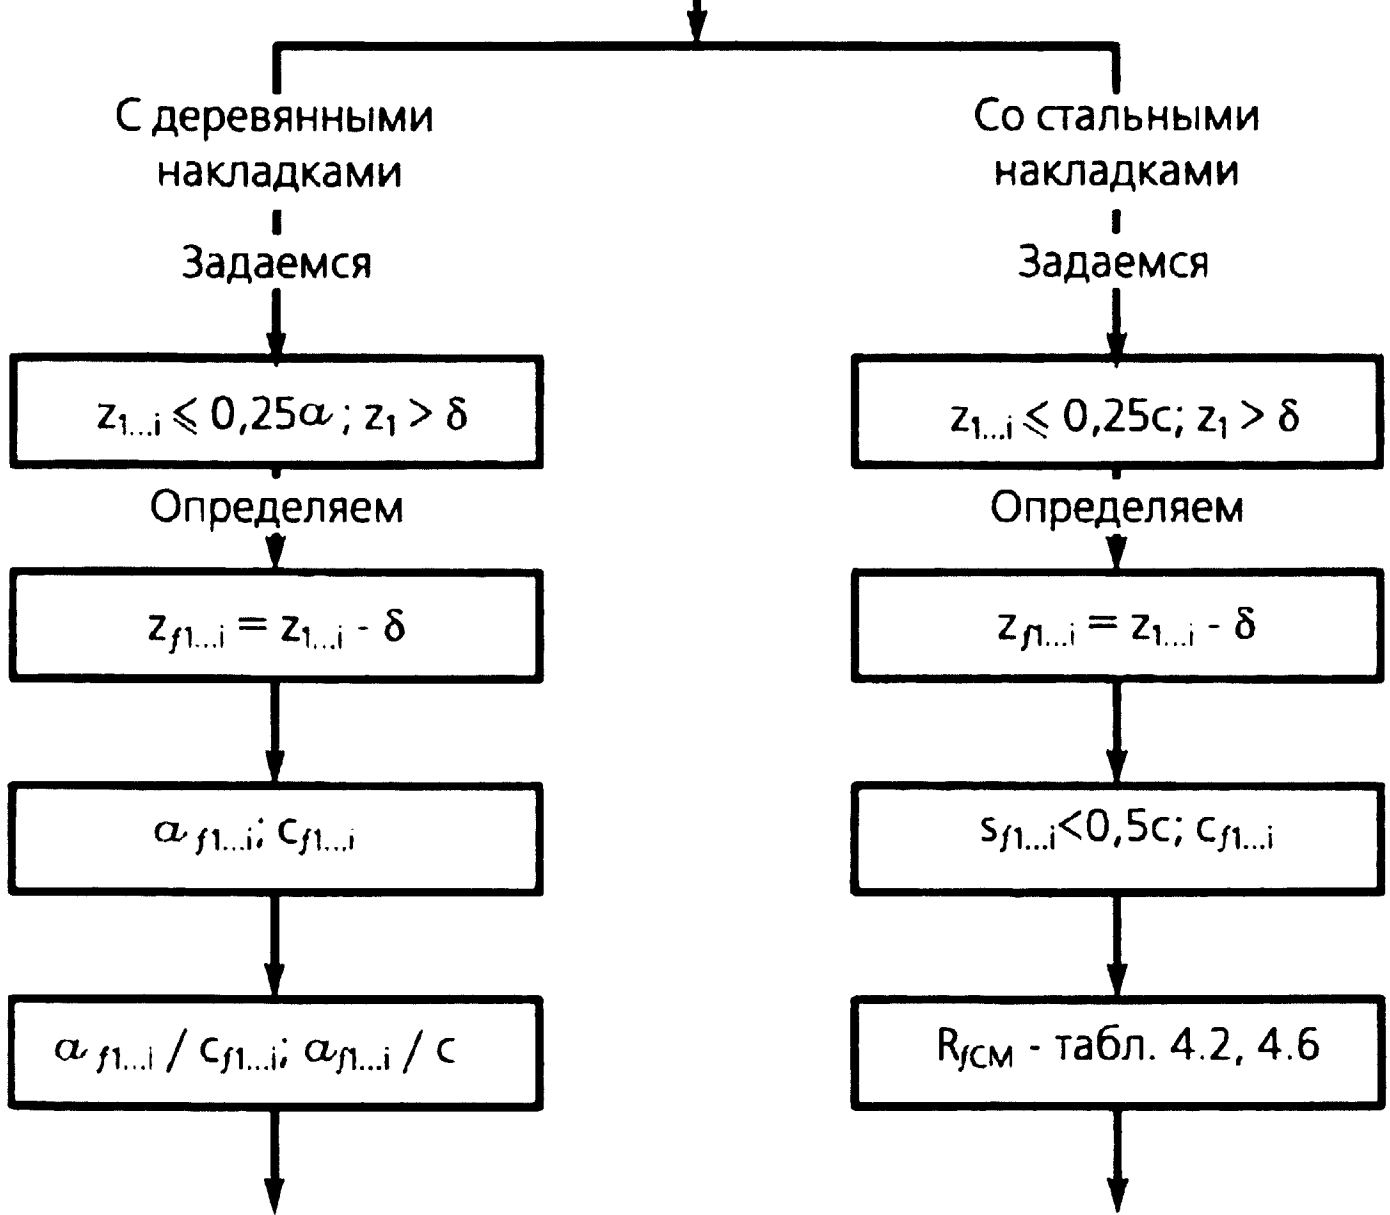 С деревянными
накладками
Задаемся
z1...i ⩽ 0,25a; z1 > δ
Определяем
zf1...i = z1...i - δ
af1...i; cf1...i
af1...i / cf1...i; af1...i / c
Со стальными
накладками
Задаемся
z1...i ⩽ 0,25c; z1 > δ
Определяем
zf1...i = z1...i - δ
sf1...i<0,5c; cf1...i
RfCM - табл. 4.2, 4.6